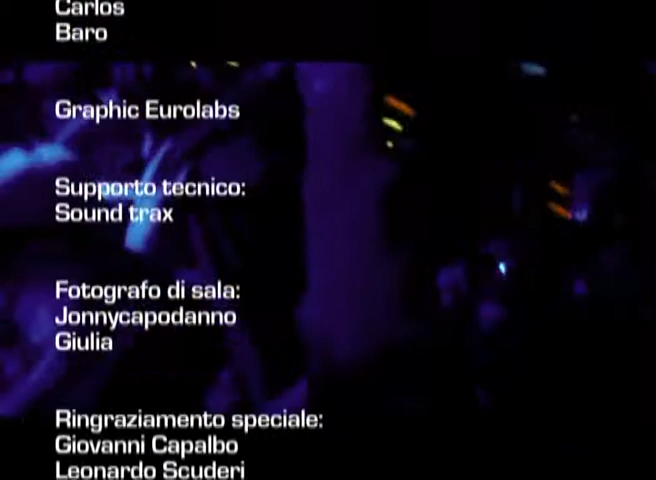 Carlos
Baro
Graphic Eurolabs
Supporto tecnico:
Sound trax
Fotografo di sala:
Jonnycapodanno
Giulia
Ringraziamento speciale:
Giovanni Capalbo
Leonardo Scuderi